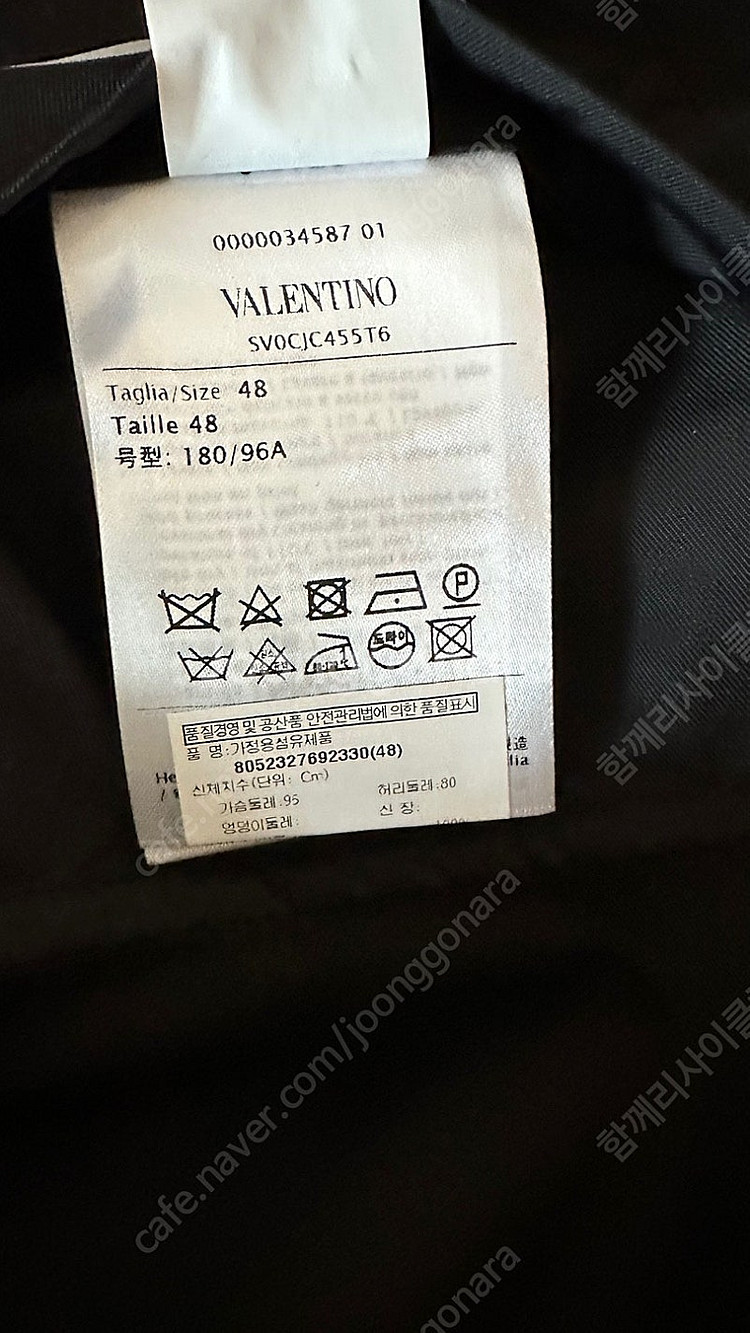 0000034587 01
VALENTINO
SV0CJC455T6
Taglia/Size 48
Taille 48
号型: 180/96A
P
드라이
80-120℃
품질경영 및 공산품 안전관리법에 의한 품질표시
품 명:가정용섬유제품
8052327692330(48)
신체지수(단위: Cm)
가슴둘레:95 허리둘레:80
엉덩이둘레: 신 장:
cafe.naver.com/joonggonara
함께리사이클